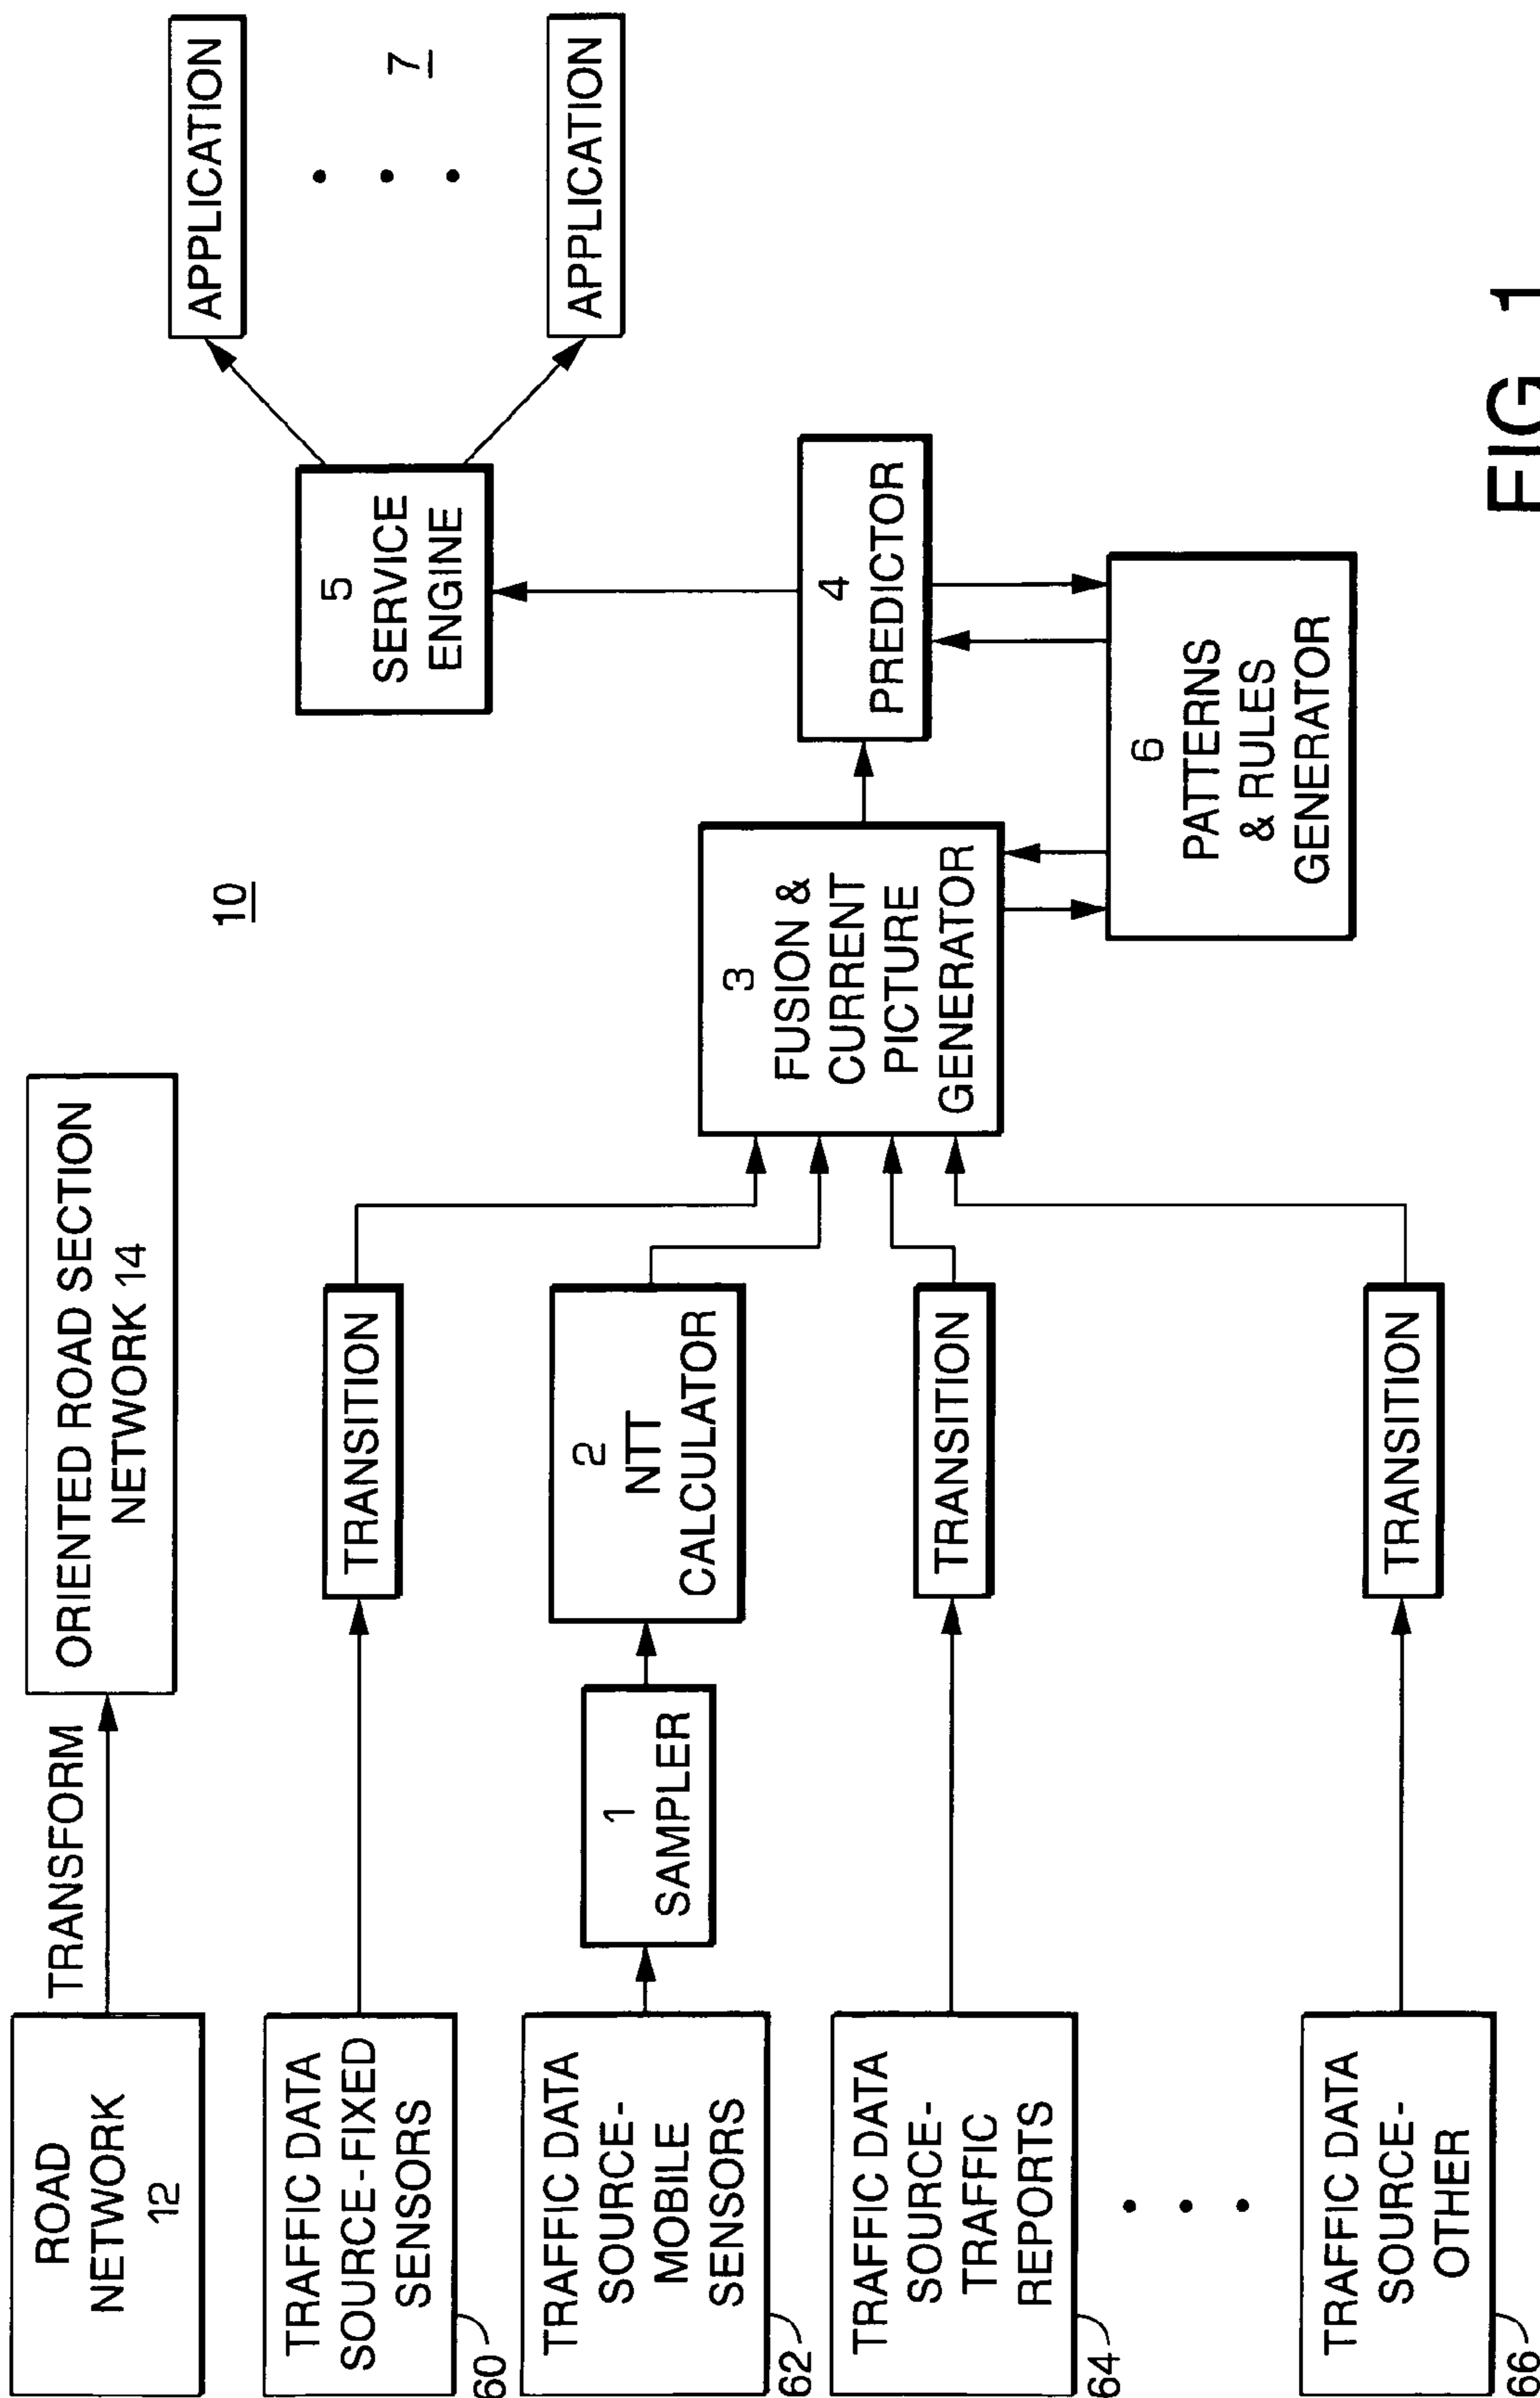 ROAD
NETWORK
12
TRANSFORM
ORIENTED ROAD SECTION
NETWORK 14
10
TRAFFIC DATA
SOURCE-FIXED
SENSORS
60
TRANSITION
TRAFFIC DATA
SOURCE-
MOBILE
SENSORS
62
1
SAMPLER
2
NTT
CALCULATOR
TRAFFIC DATA
SOURCE-
TRAFFIC
REPORTS
64
TRANSITION
TRAFFIC DATA
SOURCE-
OTHER
66
TRANSITION
3
FUSION &
CURRENT
PICTURE
GENERATOR
4
PREDICTOR
6
PATTERNS
& RULES
GENERATOR
5
SERVICE
ENGINE
APPLICATION
7
APPLICATION
FIG. 1